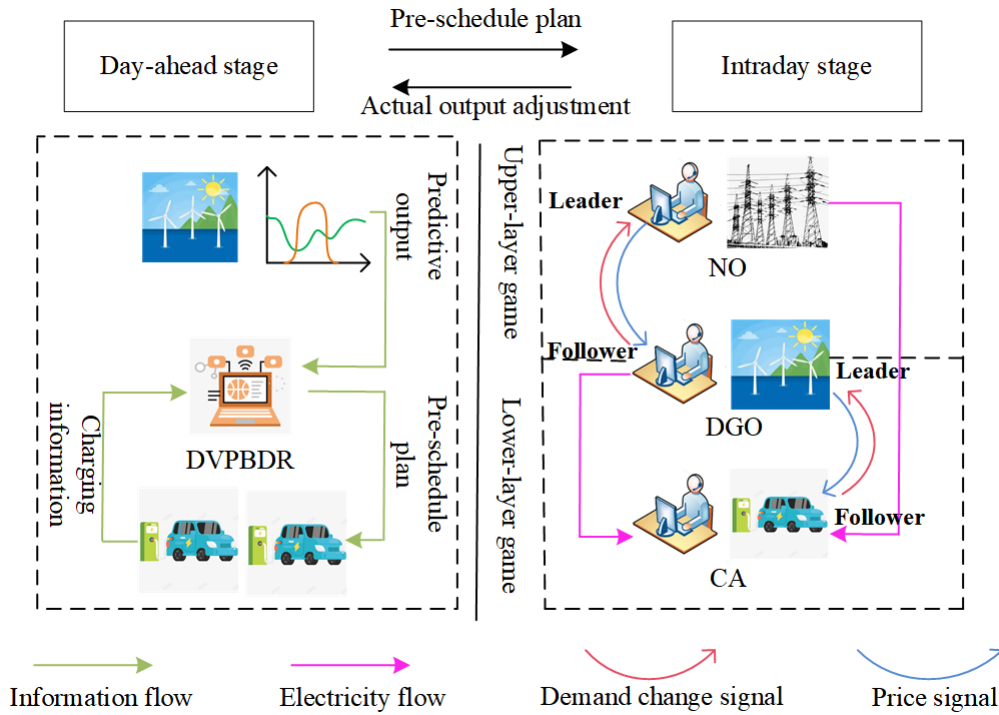 Pre-schedule plan
Day-ahead stage
Intraday stage
Actual output adjustment
Predictive
output
Charging
information
DVPBDR
Pre-schedule
plan
Upper-layer game
Lower-layer game
Leader
NO
Follower
Leader
DGO
Follower
CA
Information flow
Electricity flow
Demand change signal
Price signal